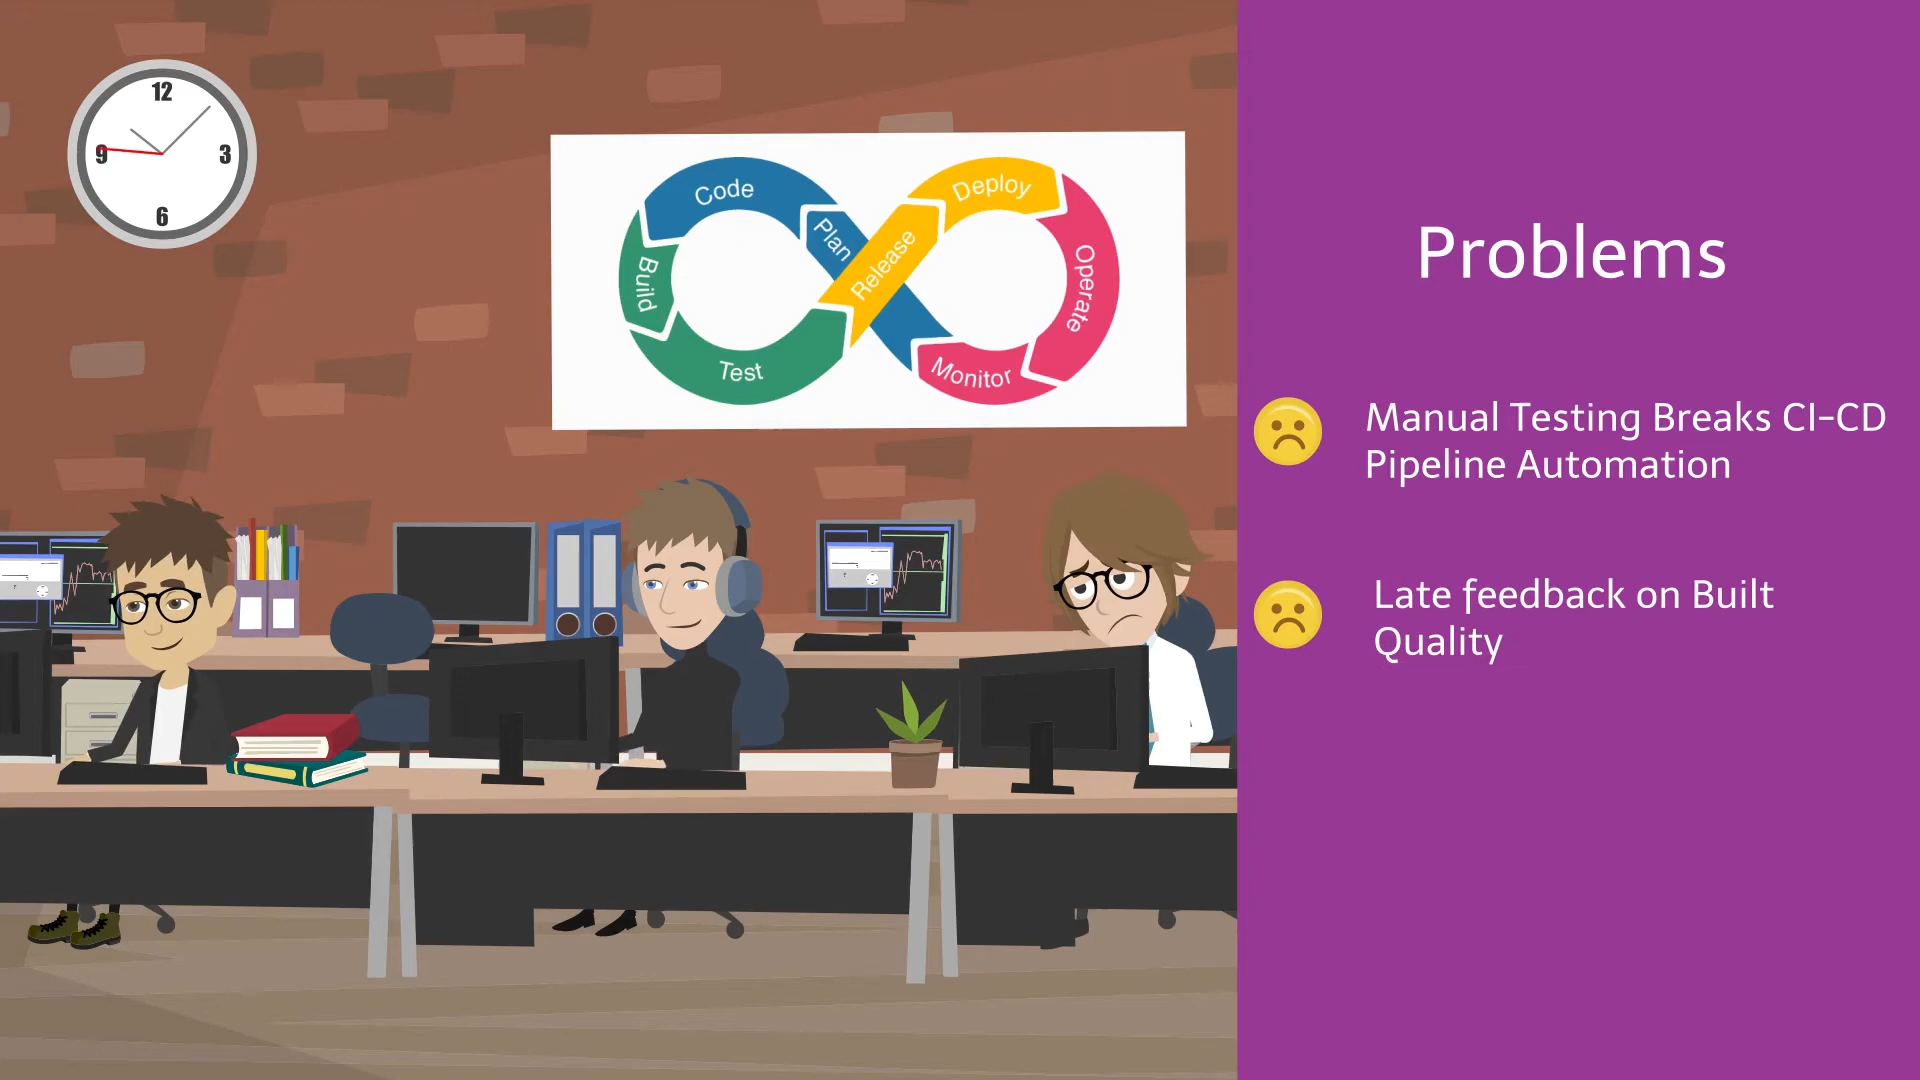 12
9
3
6
Code
Plan
Build
Test
Release
Deploy
Operate
Monitor
Problems
Manual Testing Breaks CI-CD
Pipeline Automation
Late feedback on Built
Quality